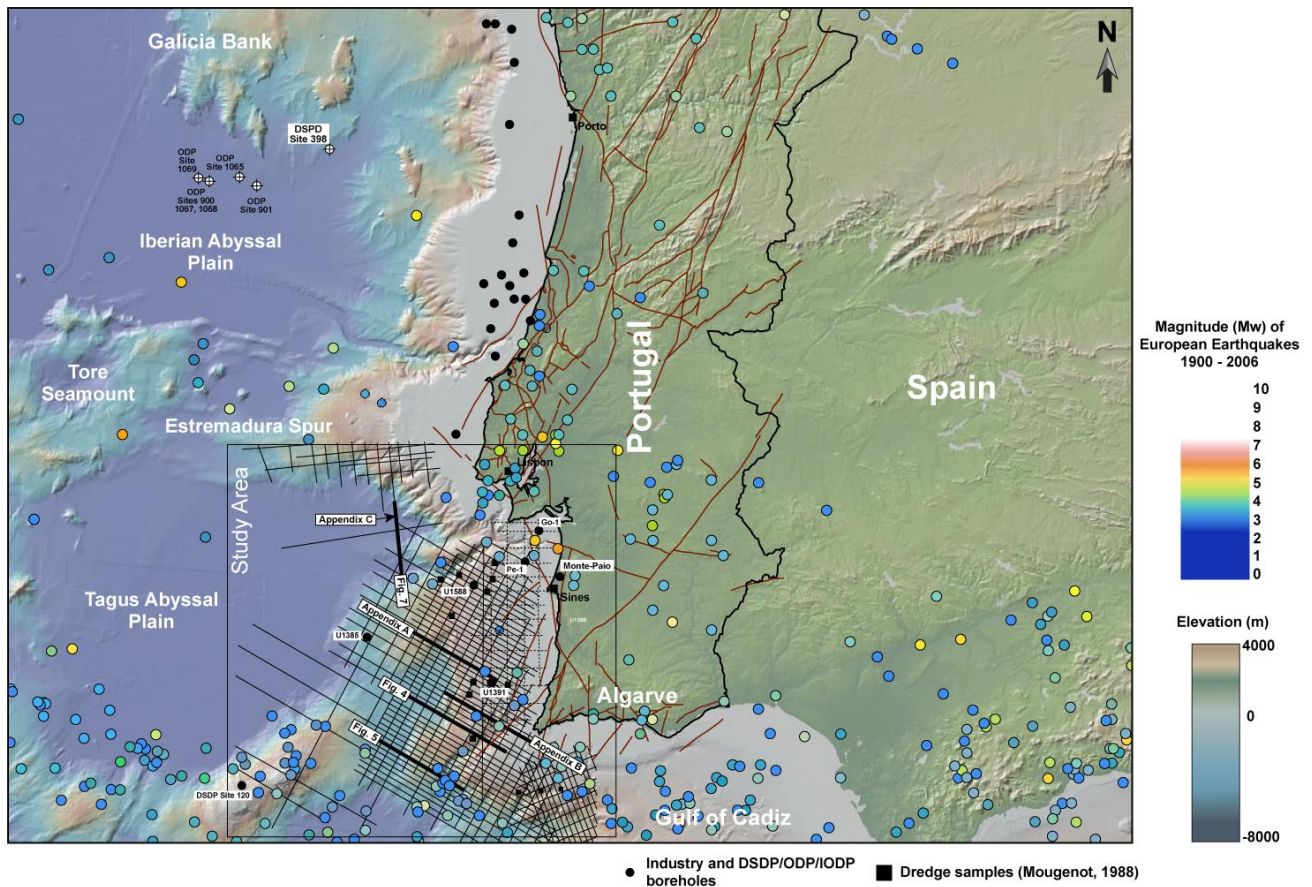 Galicia Bank
N
DSPD
Site 398
Porto
ODP
Site
1069
ODP
Site 1065
ODP
Sites 900
1067, 1068
ODP
Site 901
Iberian Abyssal
Plain
Portugal
Spain
Tore
Seamount
Estremadura Spur
Lisbon
Study Area
Appendix C
Go-1
Fig. 7
Pe-1
Monte-Paio
U1588
Sines
Tagus Abyssal
Plain
U1588
Appendix A
U1385
U1391
Fig. 4
Algarve
Fig. 5
Appendix B
DSDP Site 120
Gulf of Cadiz
Magnitude (Mw) of
European Earthquakes
1900 - 2006
10
9
8
7
6
5
4
3
2
1
0
Elevation (m)
4000
0
-8000
Industry and DSDP/ODP/IODP
boreholes
Dredge samples (Mougenot, 1988)